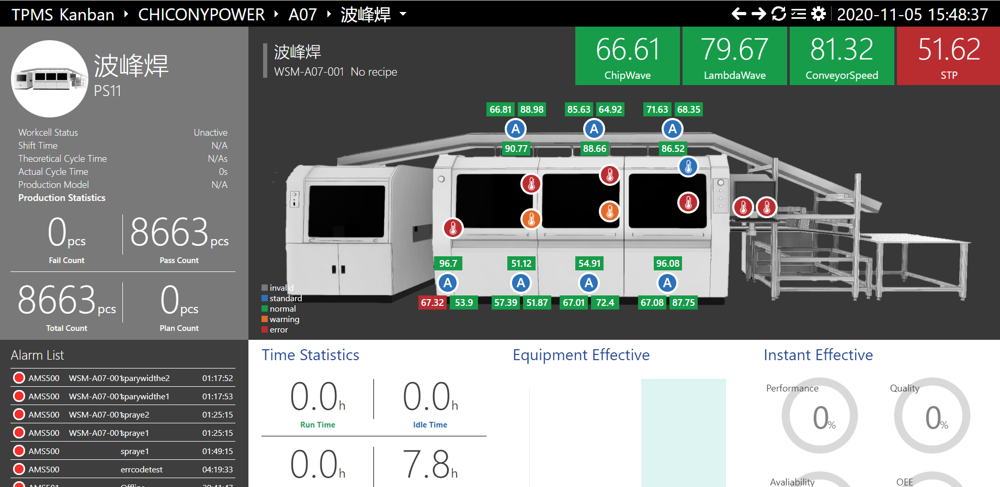 TPMS Kanban CHICONYPOWER A07 波峰焊 2020-11-05 15:48:37
波峰焊
PS11
Workcell Status Unactive
Shift Time N/A
Theoretical Cycle Time N/As
Actual Cycle Time 0s
Production Model N/A
Production Statistics
0pcs 8663pcs
Fail Count Pass Count
8663pcs 0pcs
Total Count Plan Count
波峰焊
WSM-A07-001 No recipe
66.61 79.67 81.32 51.62
ChipWave LambdaWave ConveyorSpeed STP
66.81 88.98 85.63 64.92 71.63 68.35
A A A
90.77 88.66 86.52
96.7 51.12 54.91 96.08
A A A A
67.32 53.9 57.39 51.87 67.01 72.4 67.08 87.75
invalid
standard
normal
warning
error
Alarm List
AMS500 WSM-A07-001 sparywidthe2 01:17:52
AMS500 WSM-A07-001 sparywidthe1 01:17:53
AMS500 WSM-A07-001 spraye2 01:25:15
AMS500 WSM-A07-001 spraye1 01:25:15
AMS500 spraye1 01:49:15
AMS500 errcodetest 04:19:33
AMS501 Offline 20:41:47
Time Statistics
0.0h 0.0h
Run Time Idle Time
0.0h 7.8h
Equipment Effective
Instant Effective
Performance Quality
0% 0%
Avaliability OEE